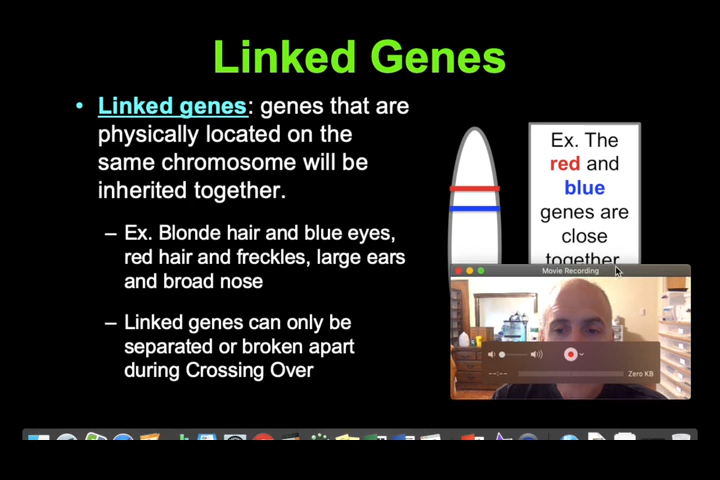 Linked Genes
• Linked genes: genes that are
physically located on the
same chromosome will be
inherited together.
– Ex. Blonde hair and blue eyes,
red hair and freckles, large ears
and broad nose
– Linked genes can only be
separated or broken apart
during Crossing Over
Ex. The
red and
blue
genes are
close
together
Movie Recording
--:--
Zero KB